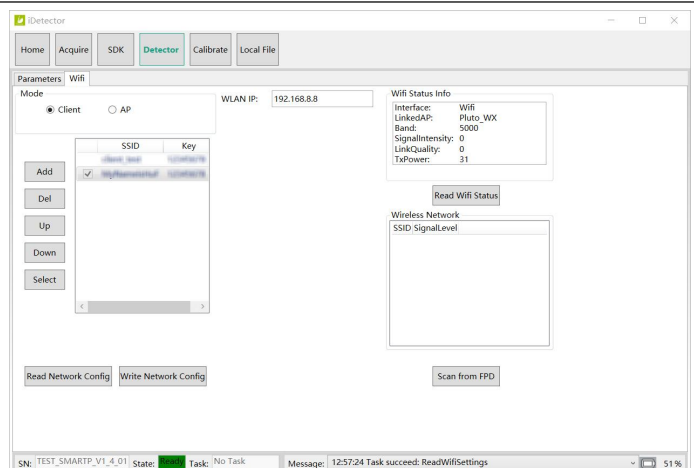 iDetector
Home Acquire SDK Detector Calibrate Local File
Parameters Wifi
Mode
Client AP
WLAN IP: 192.168.8.8
Wifi Status Info
Interface: Wifi
LinkedAP: Pluto_WX
Band: 5000
SignalIntensity: 0
LinkQuality: 0
TxPower: 31
SSID Key
Add
Del
Up
Down
Select
Read Wifi Status
Wireless Network
SSID SignalLevel
Read Network Config Write Network Config
Scan from FPD
SN: TEST_SMARTP_V1_4_01 State: Ready Task: No Task Message: 12:57:24 Task succeed: ReadWifiSettings 51%